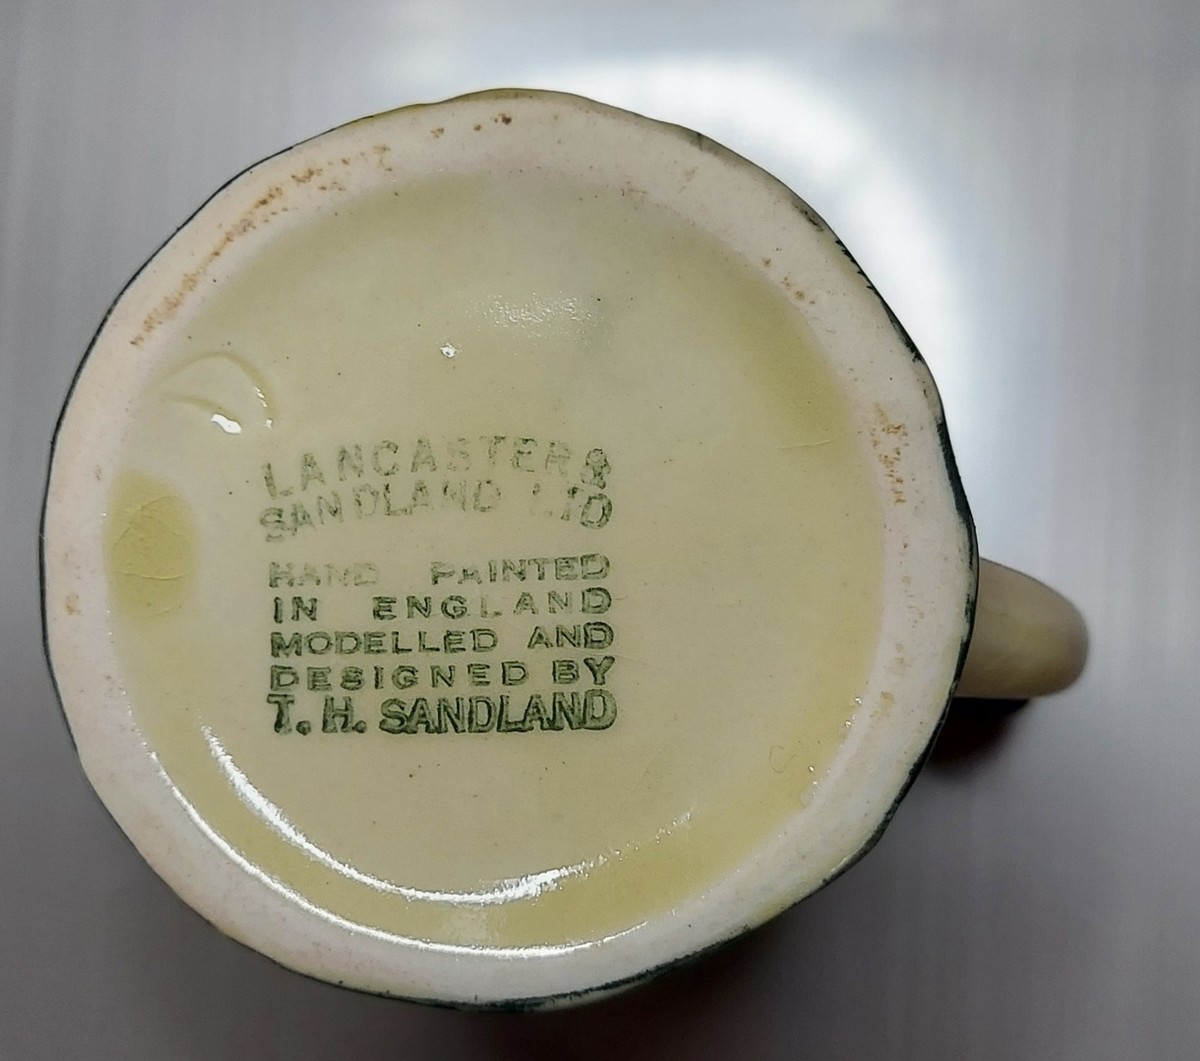 LANCASTER &
SANDLAND LTD
HAND PAINTED
IN ENGLAND
MODELLED AND
DESIGNED BY
T. H. SANDLAND